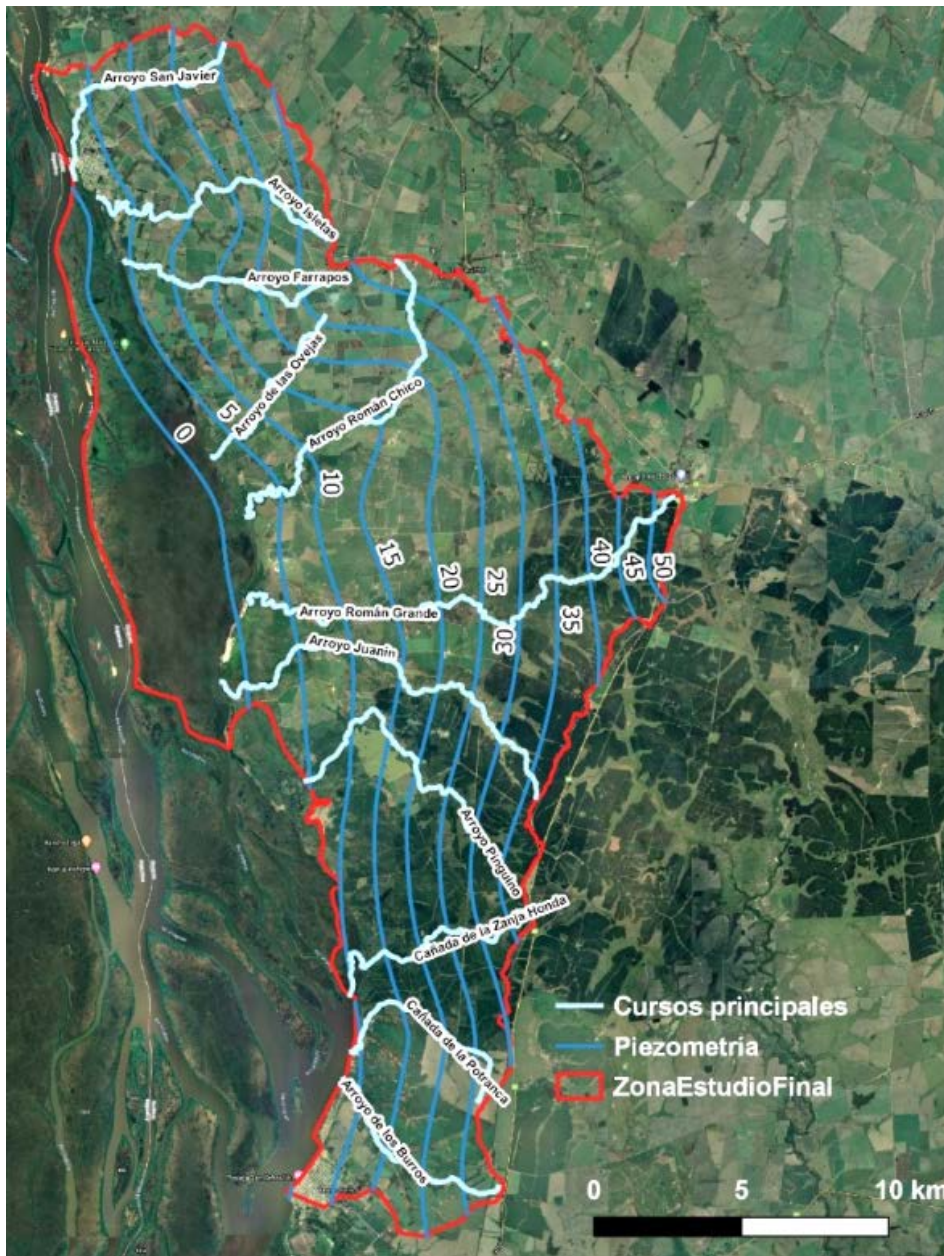 Arroyo San Javier
Arroyo Isletas
Arroyo Farrapos
Arroyo de las Ovejas
Arroyo Román Chico
0
5
10
15
20
25
30
35
40
45
50
Arroyo Román Grande
Arroyo Juanín
Arroyo Pinguino
Cañada de la Zanja Honda
Cañada de la Potranca
Arroyo de los Burros
Cursos principales
Piezometria
ZonaEstudioFinal
0 5 10 km